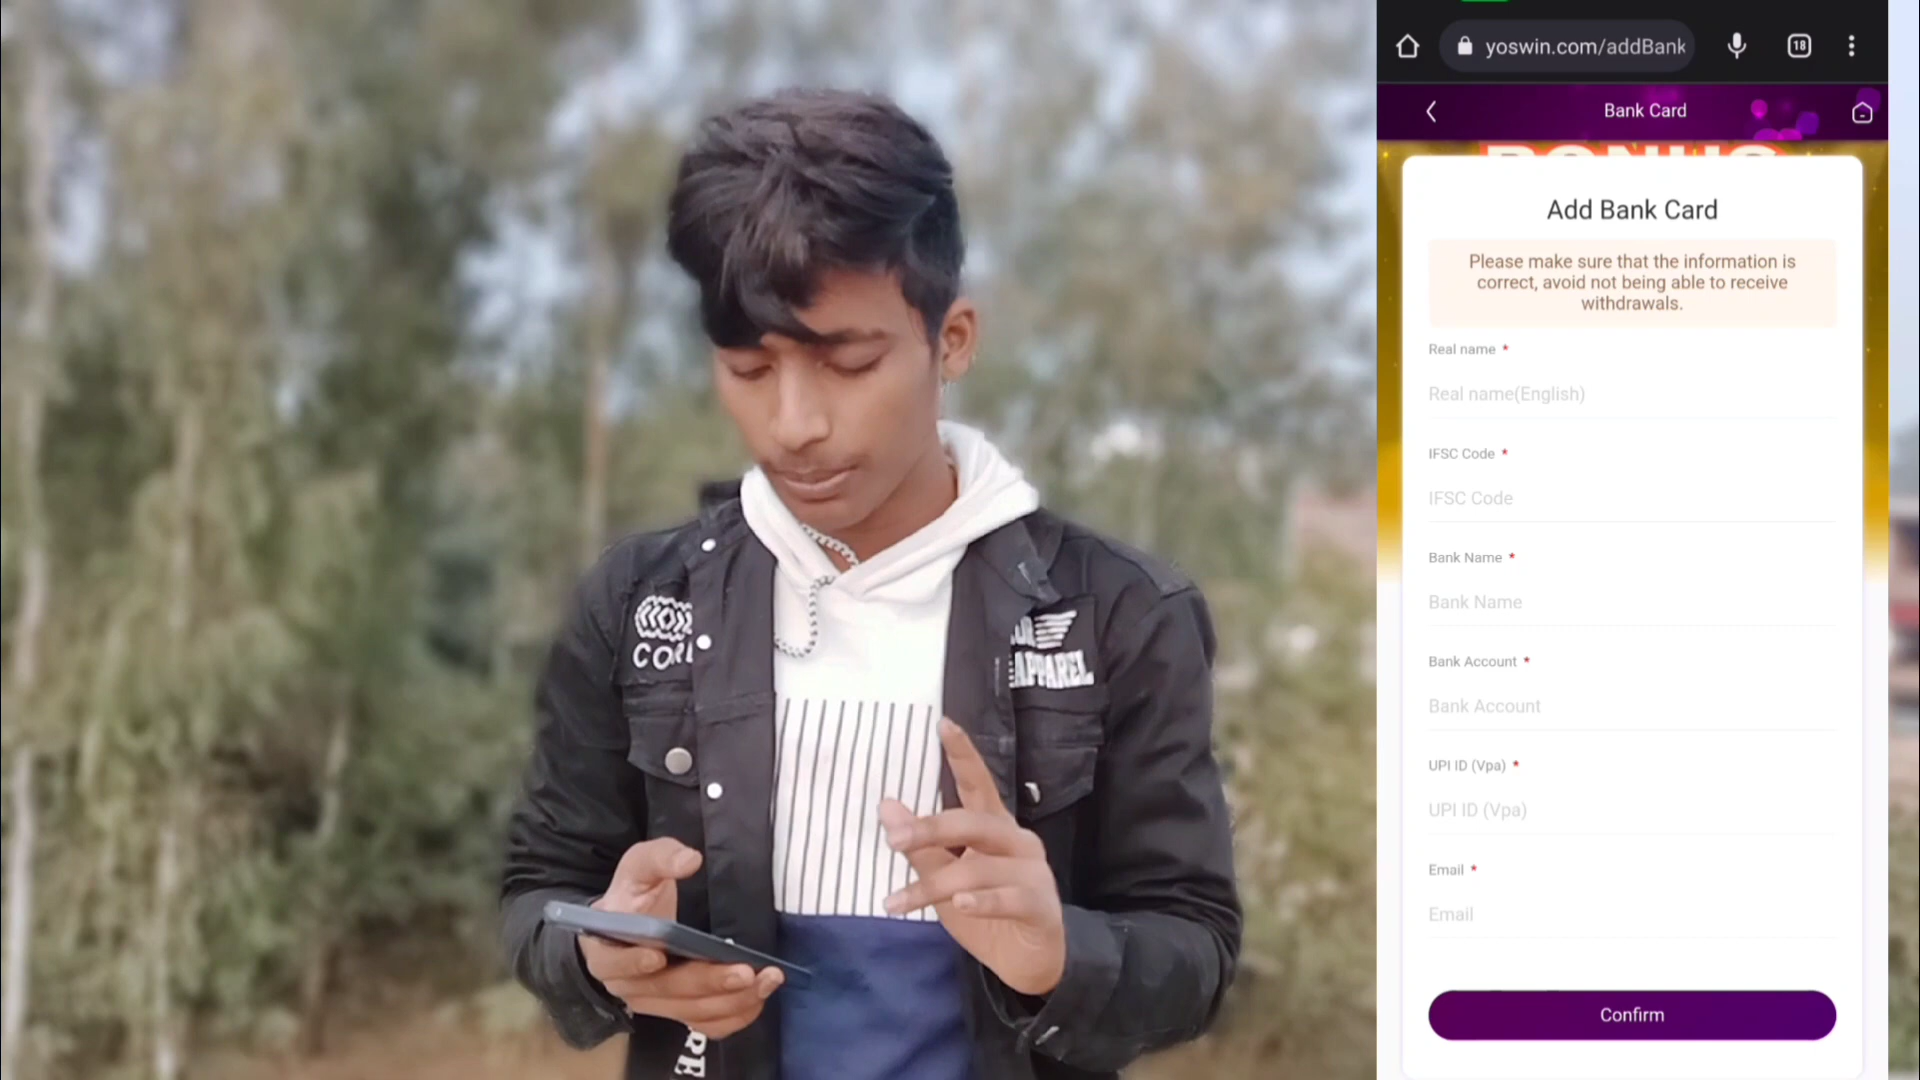 yoswin.com/addBank
18
Bank Card
BONUS
Add Bank Card
Please make sure that the information is
correct, avoid not being able to receive
withdrawals.
Real name *
Real name(English)
IFSC Code *
IFSC Code
Bank Name *
Bank Name
Bank Account *
Bank Account
UPI ID (Vpa) *
UPI ID (Vpa)
Email *
Email
Confirm
APPAREL